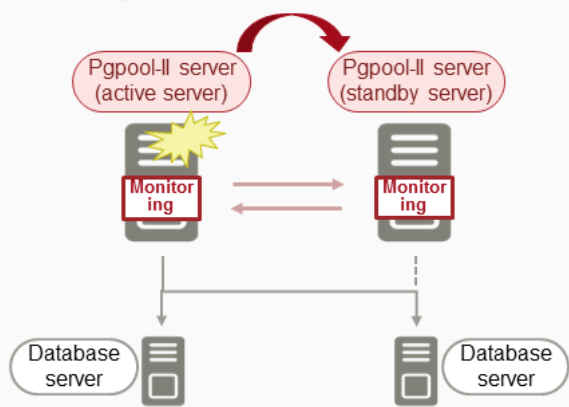 Pgpool-II server
(active server)
Pgpool-II server
(standby server)
Monitor
ing
Monitor
ing
Database
server
Database
server